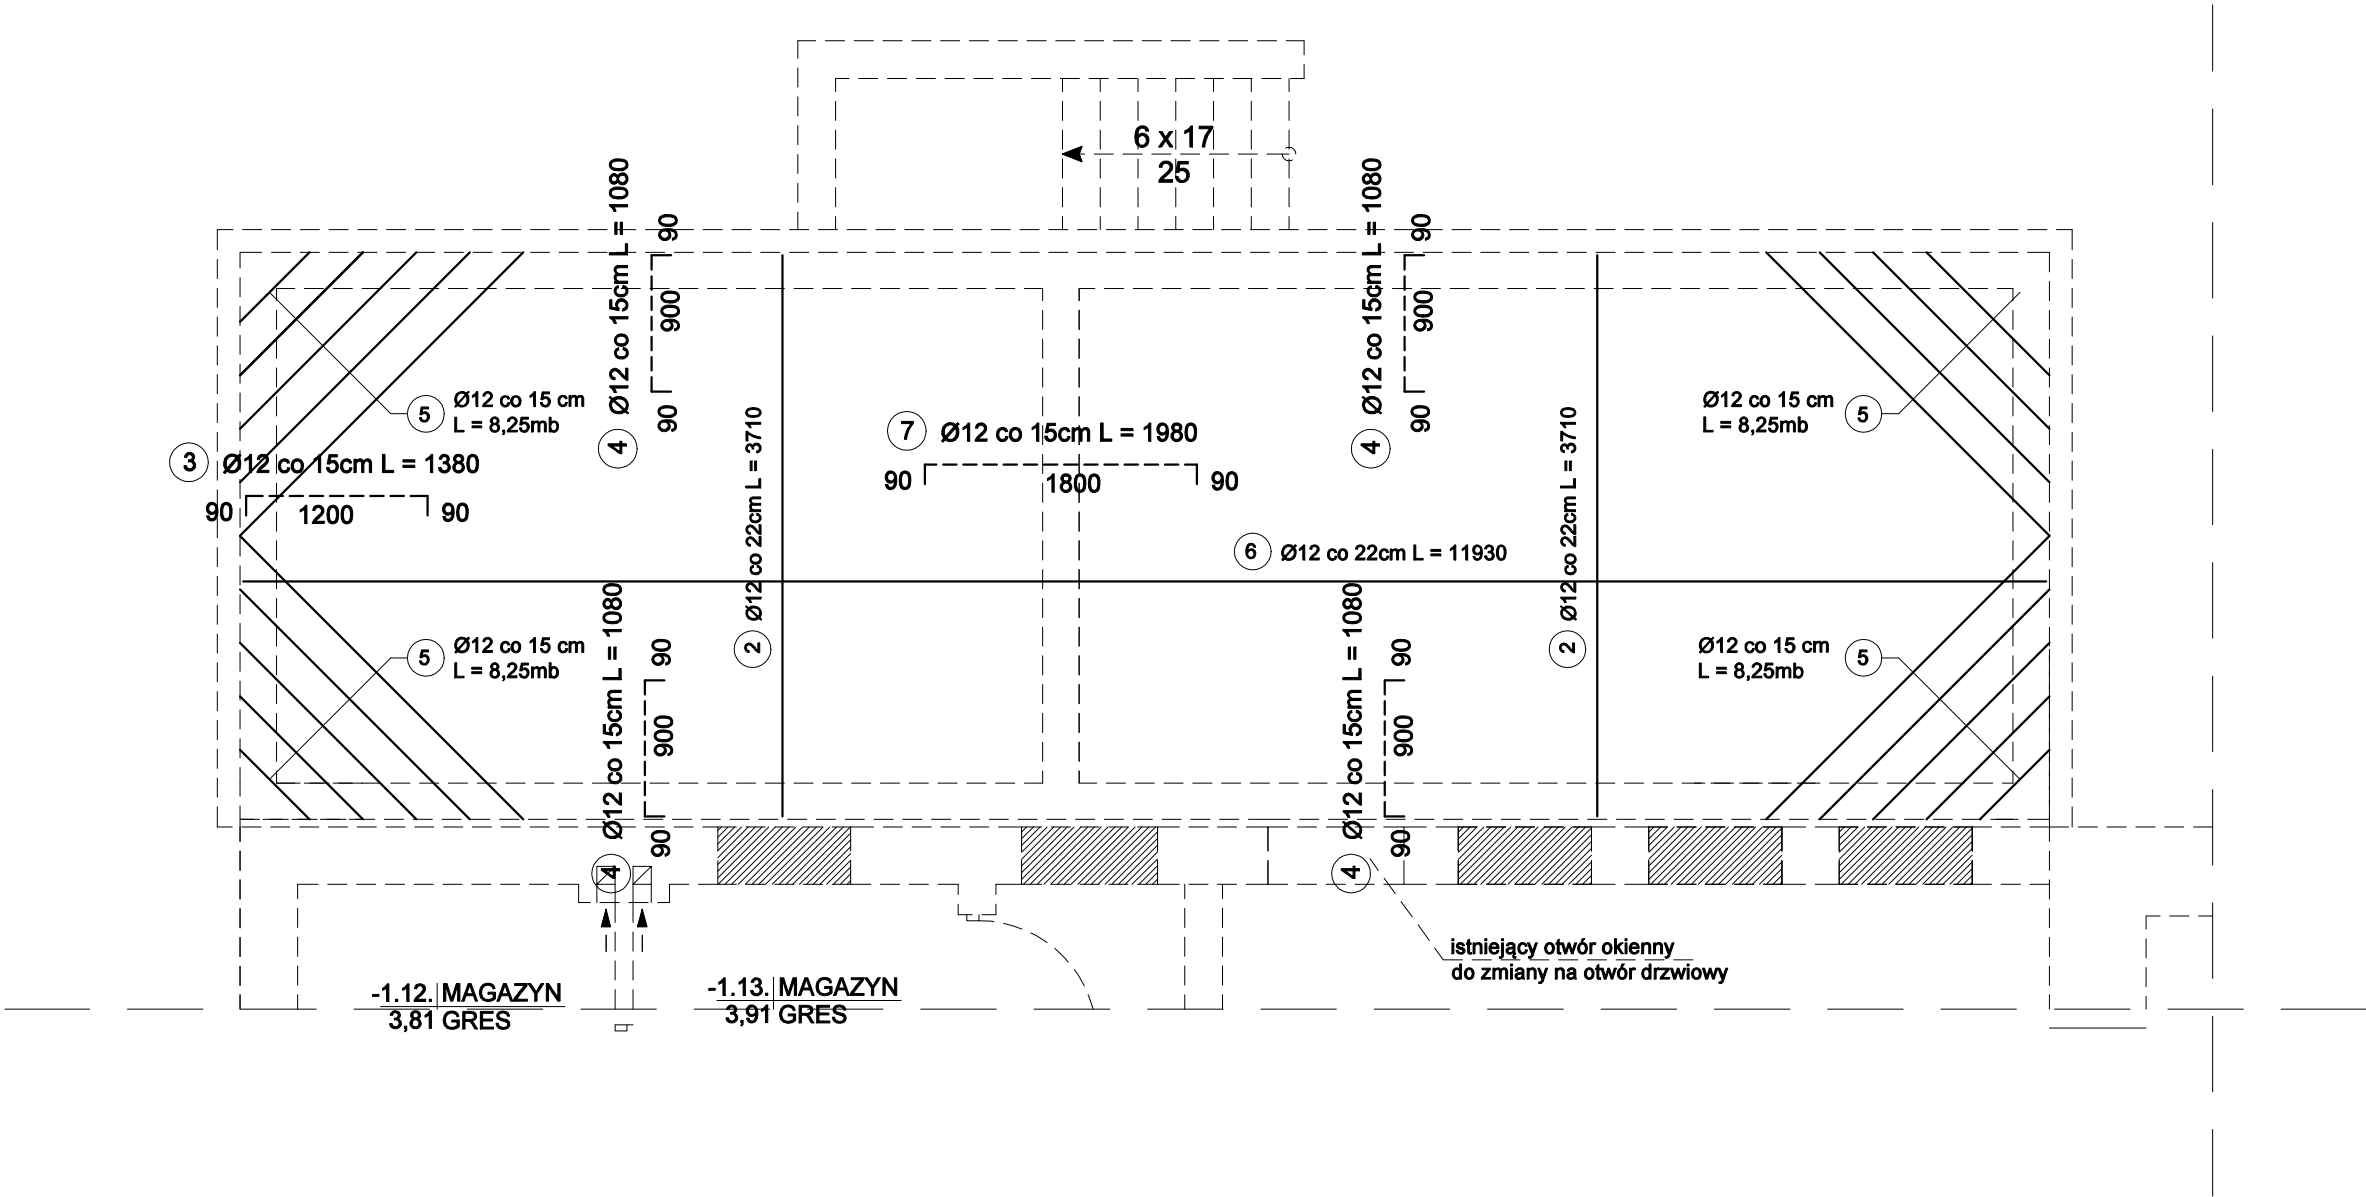 6 x 17
25
Ø12 co 15cm L = 1080
90
900
90
4
Ø12 co 15cm L = 1080
90
900
90
4
5
Ø12 co 15 cm
L = 8,25mb
Ø12 co 15 cm
L = 8,25mb
5
3
Ø12 co 15cm L = 1380
90
1200
90
7
Ø12 co 15cm L = 1980
90
1800
90
Ø12 co 22cm L = 3710
2
Ø12 co 22cm L = 3710
2
6
Ø12 co 22cm L = 11930
5
Ø12 co 15 cm
L = 8,25mb
Ø12 co 15 cm
L = 8,25mb
5
Ø12 co 15cm L = 1080
90
900
90
4
Ø12 co 15cm L = 1080
90
900
90
4
istniejący otwór okienny
do zmiany na otwór drzwiowy
-1.12. MAGAZYN
3,81 GRES
-1.13. MAGAZYN
3,91 GRES